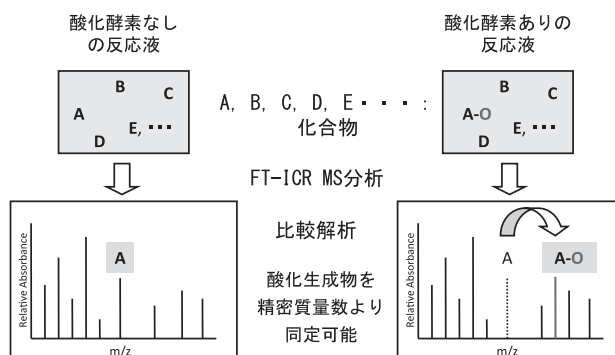 酸化酵素なし
の反応液
B
C
A
E, ･･･
D
A, B, C, D, E・・・:
化合物
酸化酵素ありの
反応液
B
C
A-O
E, ･･･
D
FT-ICR MS分析
比較解析
酸化生成物を
精密質量数より
同定可能
Relative Absorbance
A
m/z
Relative Absorbance
A
A-O
m/z